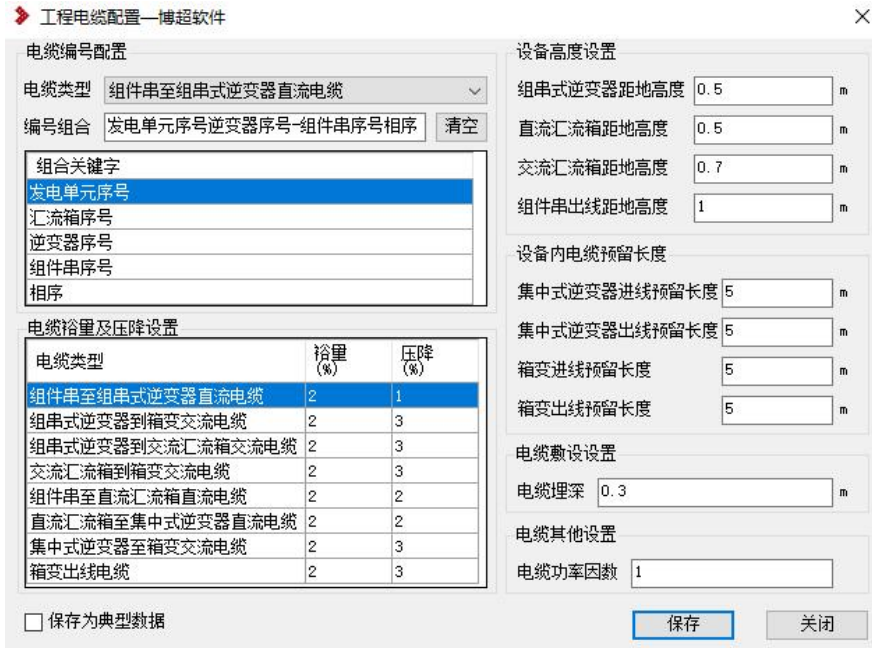 工程电缆配置—博超软件
电缆编号配置
电缆类型 组件串至组串式逆变器直流电缆
编号组合 发电单元序号逆变器序号-组件串序号相序 清空
组合关键字
发电单元序号
汇流箱序号
逆变器序号
组件串序号
相序
电缆裕量及压降设置
电缆类型 裕量(%) 压降(%)
组件串至组串式逆变器直流电缆 2 1
组串式逆变器到箱变交流电缆 2 3
组串式逆变器到交流汇流箱交流电缆 2 3
交流汇流箱到箱变交流电缆 2 3
组件串至直流汇流箱直流电缆 2 2
直流汇流箱至集中式逆变器直流电缆 2 2
集中式逆变器至箱变交流电缆 2 3
箱变出线电缆 2 3
保存为典型数据
设备高度设置
组串式逆变器距地高度 0.5 m
直流汇流箱距地高度 0.5 m
交流汇流箱距地高度 0.7 m
组件串出线距地高度 1 m
设备内电缆预留长度
集中式逆变器进线预留长度 5 m
集中式逆变器出线预留长度 5 m
箱变进线预留长度 5 m
箱变出线预留长度 5 m
电缆敷设设置
电缆埋深 0.3 m
电缆其他设置
电缆功率因数 1
保存 关闭